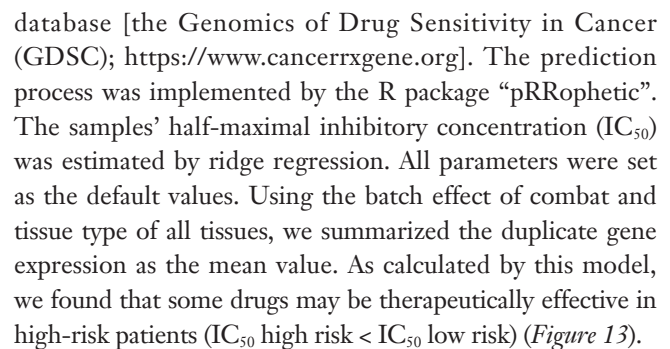 database [the Genomics of Drug Sensitivity in Cancer
(GDSC); https://www.cancerrxgene.org]. The prediction
process was implemented by the R package “pRRophetic”.
The samples’ half-maximal inhibitory concentration (IC₅₀)
was estimated by ridge regression. All parameters were set
as the default values. Using the batch effect of combat and
tissue type of all tissues, we summarized the duplicate gene
expression as the mean value. As calculated by this model,
we found that some drugs may be therapeutically effective in
high-risk patients (IC₅₀ high risk < IC₅₀ low risk) (Figure 13).